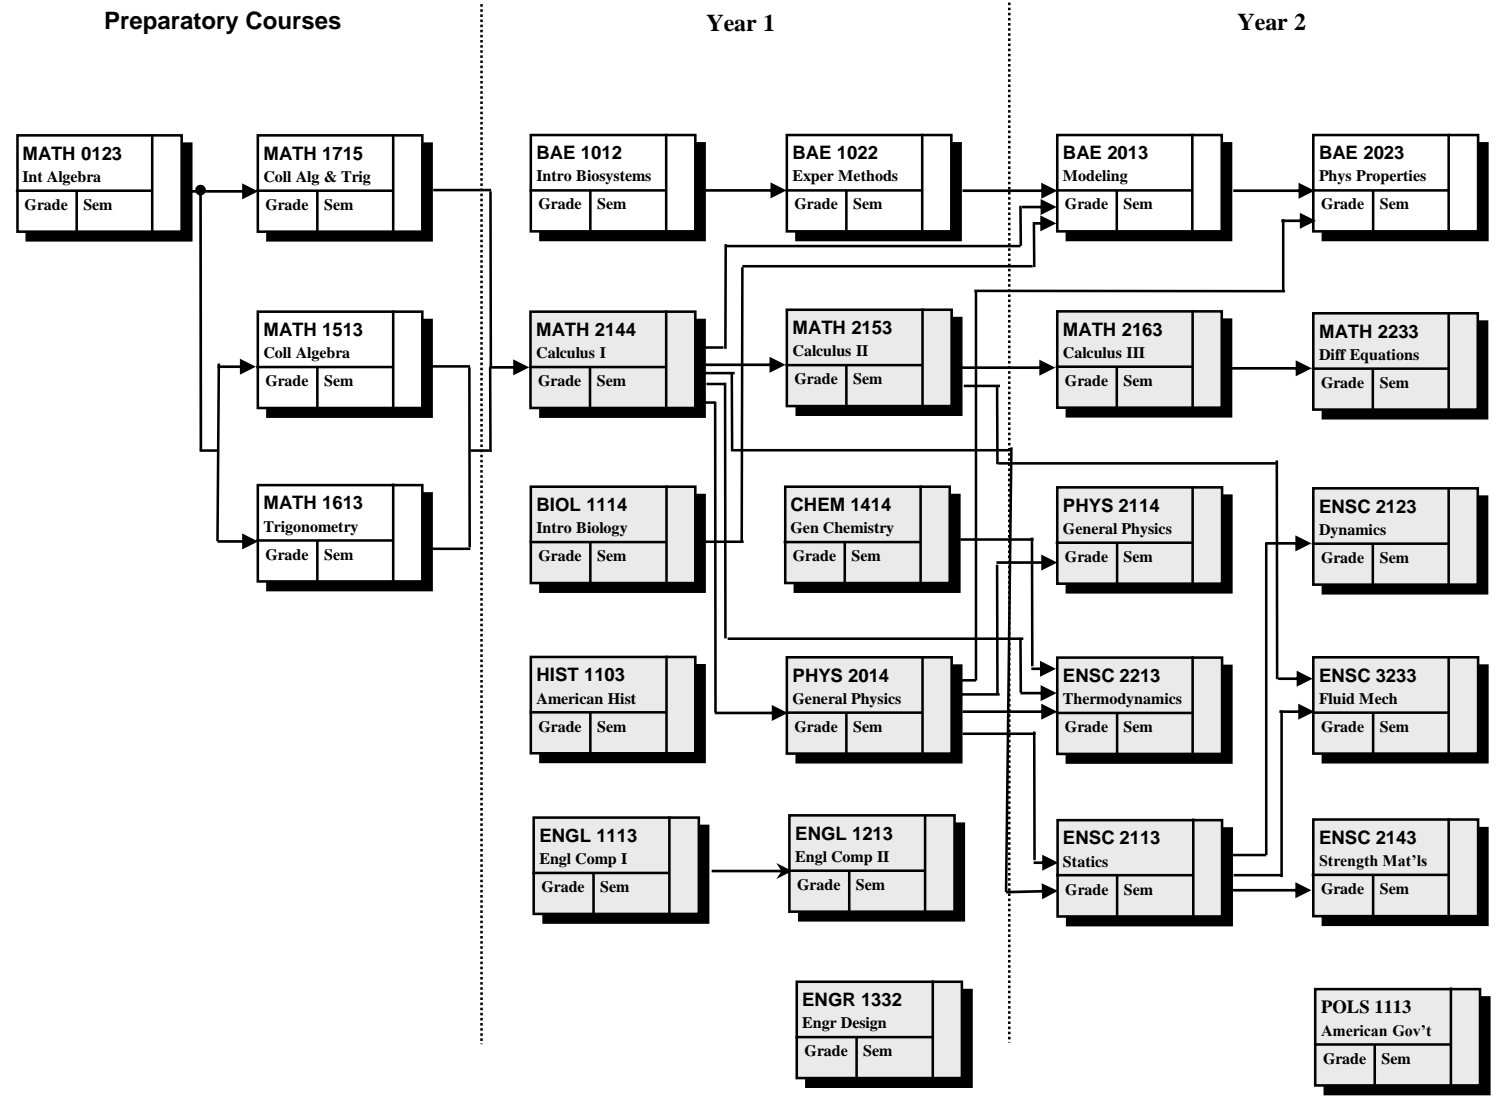 Preparatory Courses
Year 1
Year 2
MATH 0123
Int Algebra
Grade Sem
MATH 1715
Coll Alg & Trig
Grade Sem
BAE 1012
Intro Biosystems
Grade Sem
BAE 1022
Exper Methods
Grade Sem
BAE 2013
Modeling
Grade Sem
BAE 2023
Phys Properties
Grade Sem
MATH 1513
Coll Algebra
Grade Sem
MATH 2144
Calculus I
Grade Sem
MATH 2153
Calculus II
Grade Sem
MATH 2163
Calculus III
Grade Sem
MATH 2233
Diff Equations
Grade Sem
MATH 1613
Trigonometry
Grade Sem
BIOL 1114
Intro Biology
Grade Sem
CHEM 1414
Gen Chemistry
Grade Sem
PHYS 2114
General Physics
Grade Sem
ENSC 2123
Dynamics
Grade Sem
HIST 1103
American Hist
Grade Sem
PHYS 2014
General Physics
Grade Sem
ENSC 2213
Thermodynamics
Grade Sem
ENSC 3233
Fluid Mech
Grade Sem
ENGL 1113
Engl Comp I
Grade Sem
ENGL 1213
Engl Comp II
Grade Sem
ENSC 2113
Statics
Grade Sem
ENSC 2143
Strength Mat’ls
Grade Sem
ENGR 1332
Engr Design
Grade Sem
POLS 1113
American Gov’t
Grade Sem